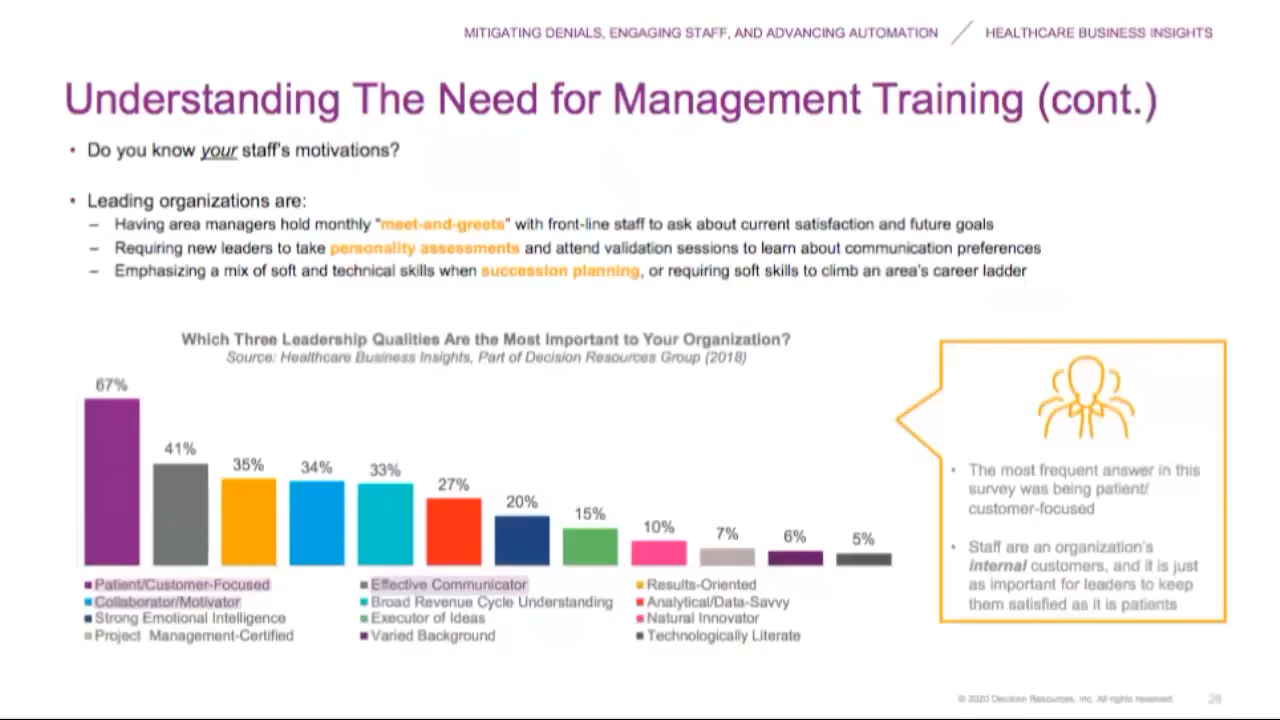 MITIGATING DENIALS, ENGAGING STAFF, AND ADVANCING AUTOMATION / HEALTHCARE BUSINESS INSIGHTS
Understanding The Need for Management Training (cont.)
• Do you know your staff's motivations?
• Leading organizations are:
– Having area managers hold monthly "meet-and-greets" with front-line staff to ask about current satisfaction and future goals
– Requiring new leaders to take personality assessments and attend validation sessions to learn about communication preferences
– Emphasizing a mix of soft and technical skills when succession planning, or requiring soft skills to climb an area's career ladder
Which Three Leadership Qualities Are the Most Important to Your Organization?
Source: Healthcare Business Insights, Part of Decision Resources Group (2018)
67%
41%
35%
34%
33%
27%
20%
15%
10%
7%
6%
5%
Patient/Customer-Focused
Effective Communicator
Results-Oriented
Collaborator/Motivator
Broad Revenue Cycle Understanding
Analytical/Data-Savvy
Strong Emotional Intelligence
Executor of Ideas
Natural Innovator
Project Management-Certified
Varied Background
Technologically Literate
• The most frequent answer in this
survey was being patient/
customer-focused
• Staff are an organization's
internal customers, and it is just
as important for leaders to keep
them satisfied as it is patients
© 2020 Decision Resources, Inc. All rights reserved.
28